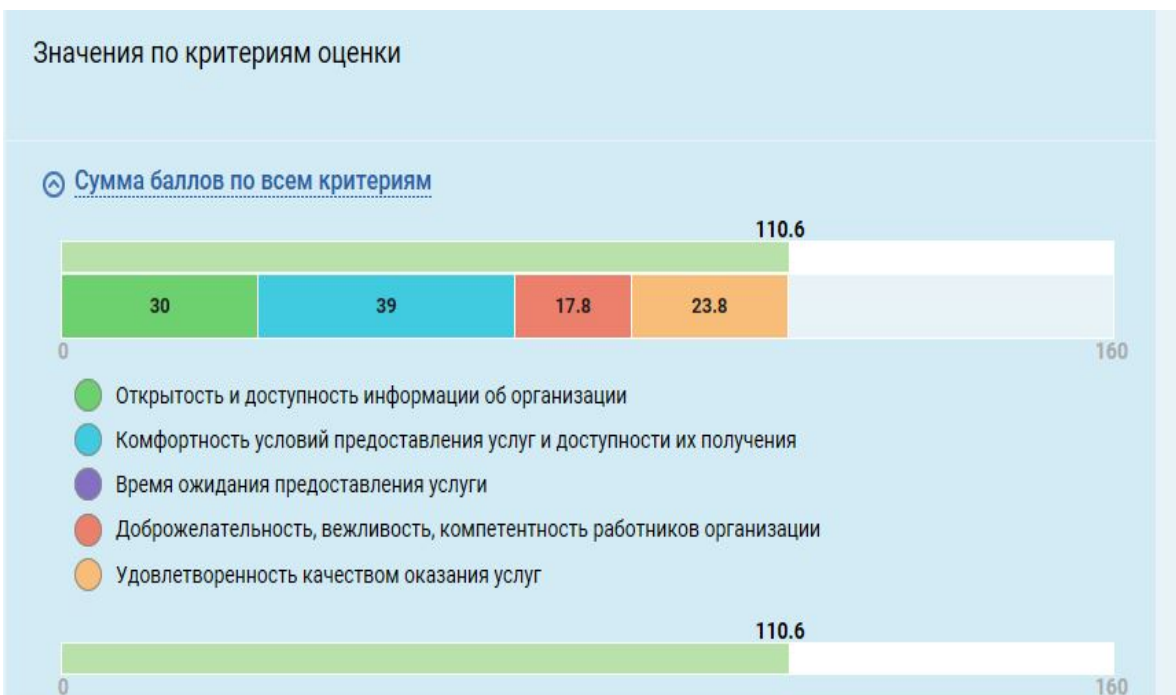 Значения по критериям оценки
Сумма баллов по всем критериям
110.6
30 39 17.8 23.8
0 160
Открытость и доступность информации об организации
Комфортность условий предоставления услуг и доступности их получения
Время ожидания предоставления услуги
Доброжелательность, вежливость, компетентность работников организации
Удовлетворенность качеством оказания услуг
110.6
0 160